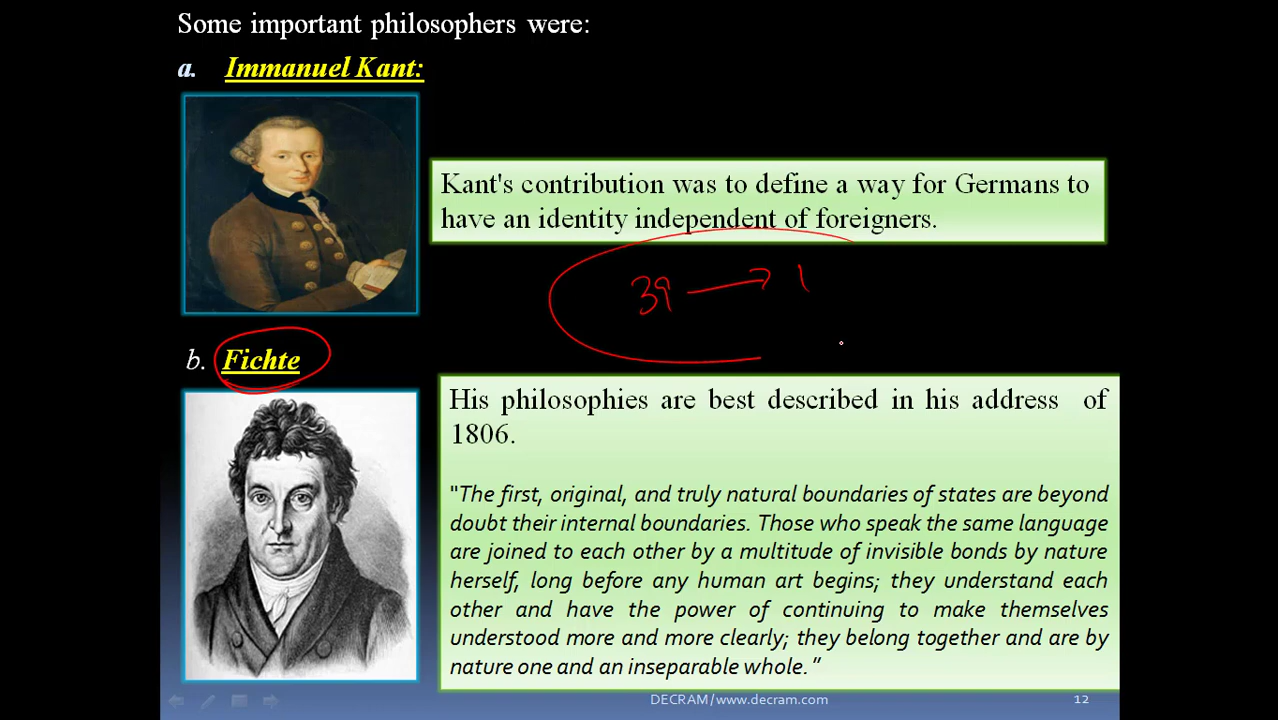 Some important philosophers were:
a. Immanuel Kant:
Kant's contribution was to define a way for Germans to
have an identity independent of foreigners.
39 → 1
b. Fichte
His philosophies are best described in his address of
1806.
"The first, original, and truly natural boundaries of states are beyond
doubt their internal boundaries. Those who speak the same language
are joined to each other by a multitude of invisible bonds by nature
herself, long before any human art begins; they understand each
other and have the power of continuing to make themselves
understood more and more clearly; they belong together and are by
nature one and an inseparable whole.”
DECRAM/www.decram.com 12